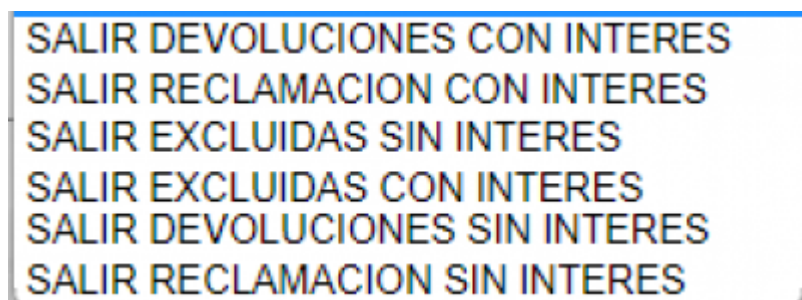 SALIR DEVOLUCIONES CON INTERES
SALIR RECLAMACION CON INTERES
SALIR EXCLUIDAS SIN INTERES
SALIR EXCLUIDAS CON INTERES
SALIR DEVOLUCIONES SIN INTERES
SALIR RECLAMACION SIN INTERES